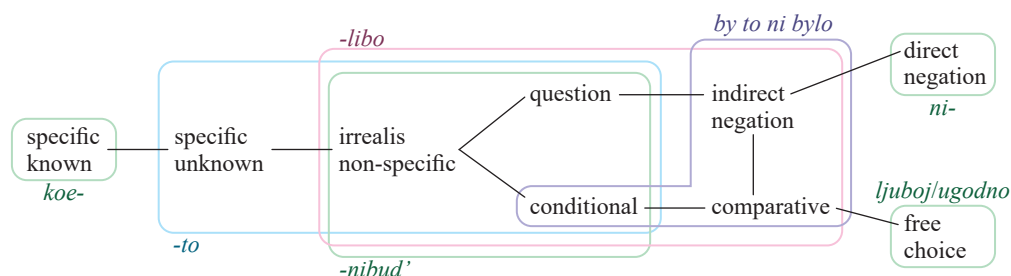 by to ni bylo
-libo
direct
negation
ni-
question
indirect
negation
specific
known
koe-
specific
unknown
irrealis
non-specific
conditional
comparative
ljuboj/ugodno
free
choice
-to
-nibud’